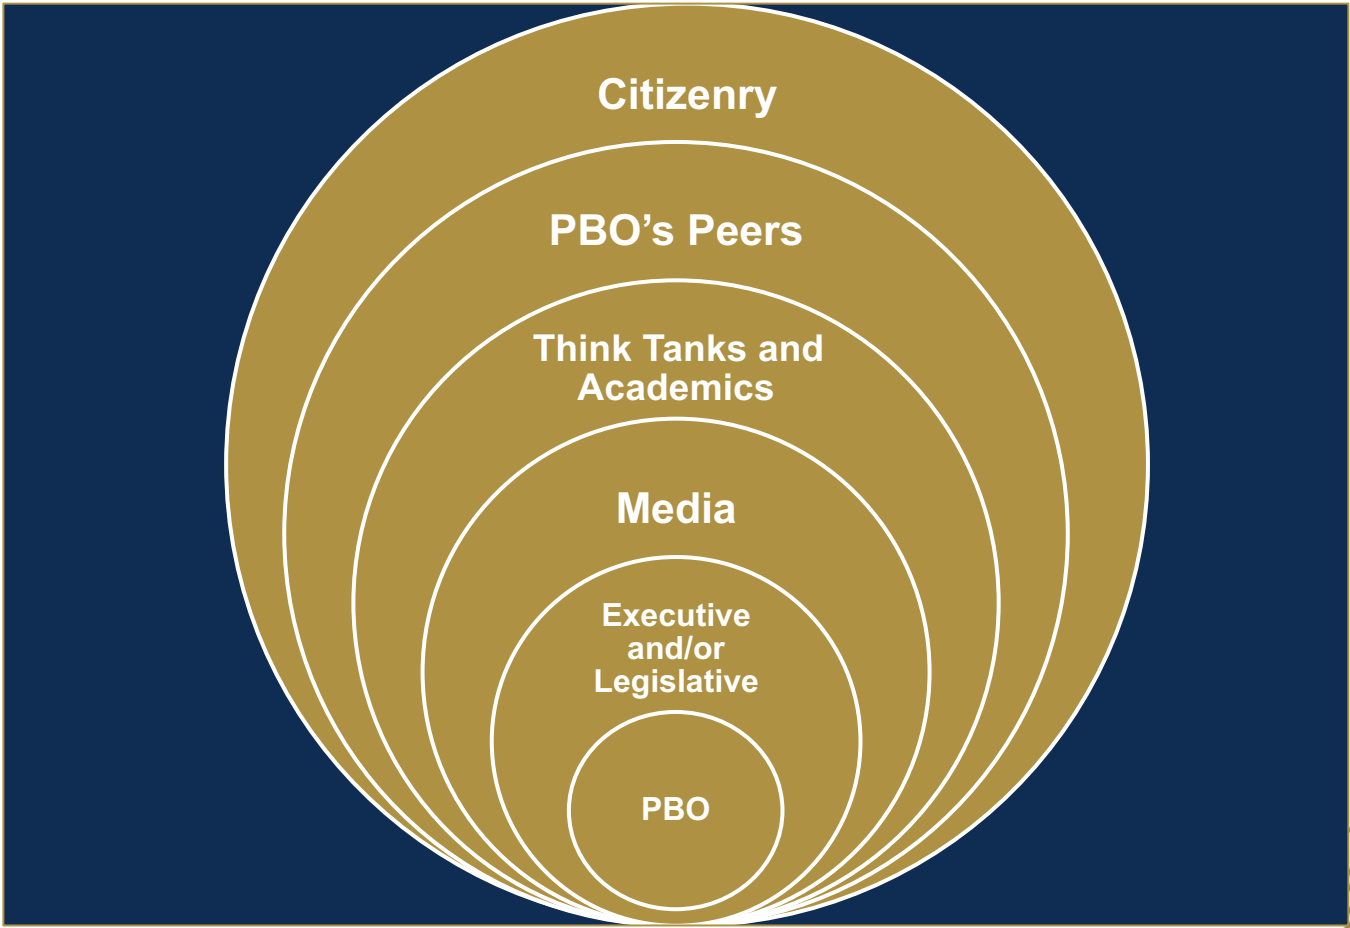 Citizenry
PBO’s Peers
Think Tanks and
Academics
Media
Executive
and/or
Legislative
PBO